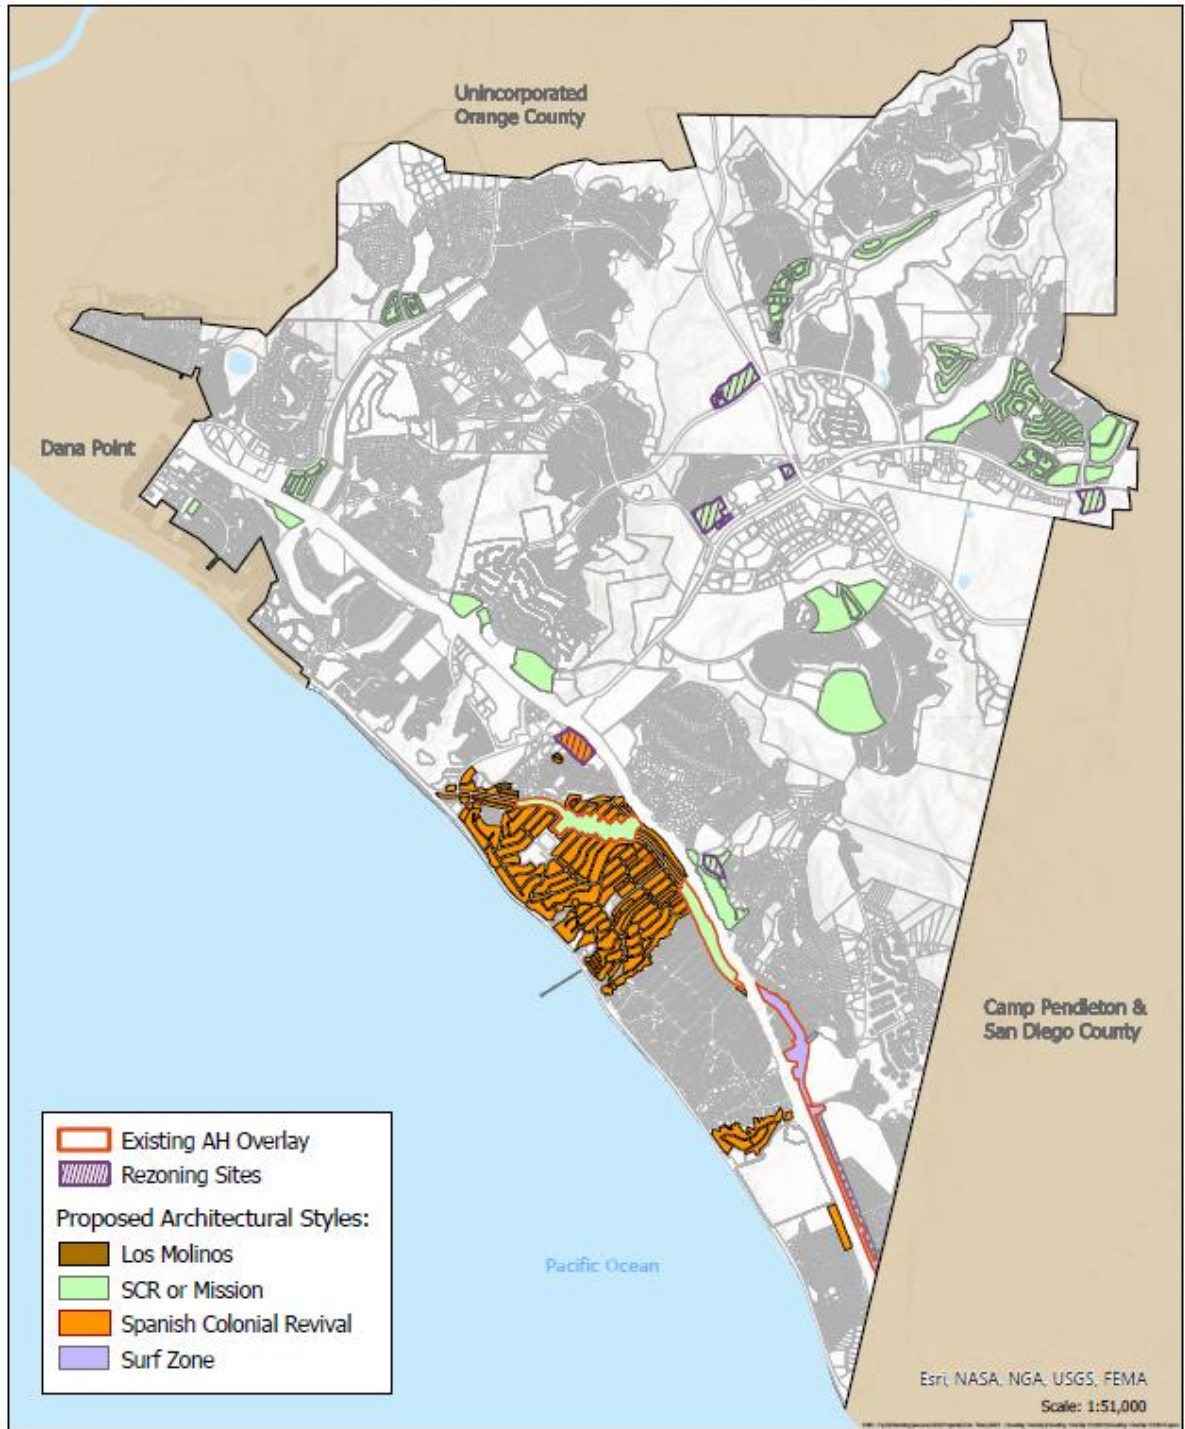 Unincorporated
Orange County
Dana Point
Camp Pendleton &
San Diego County
Existing AH Overlay
Rezoning Sites
Proposed Architectural Styles:
Los Molinos
SCR or Mission
Spanish Colonial Revival
Surf Zone
Pacific Ocean
Esri, NASA, NGA, USGS, FEMA
Scale: 1:51,000